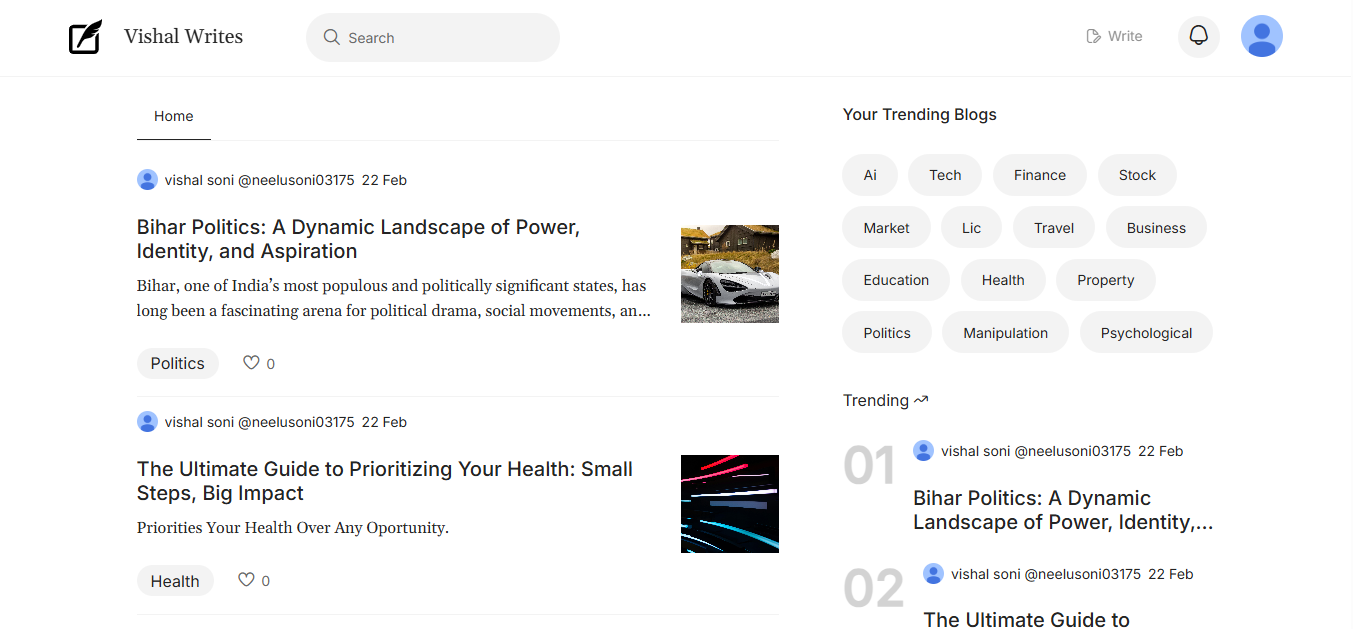 Vishal Writes
Search
Write
Home
vishal soni @neelusoni03175 22 Feb
Bihar Politics: A Dynamic Landscape of Power,
Identity, and Aspiration
Bihar, one of India’s most populous and politically significant states, has
long been a fascinating arena for political drama, social movements, an...
Politics
0
vishal soni @neelusoni03175 22 Feb
The Ultimate Guide to Prioritizing Your Health: Small
Steps, Big Impact
Priorities Your Health Over Any Oportunity.
Health
0
Your Trending Blogs
Ai Tech Finance Stock
Market Lic Travel Business
Education Health Property
Politics Manipulation Psychological
Trending
01
vishal soni @neelusoni03175 22 Feb
Bihar Politics: A Dynamic
Landscape of Power, Identity,...
02
vishal soni @neelusoni03175 22 Feb
The Ultimate Guide to